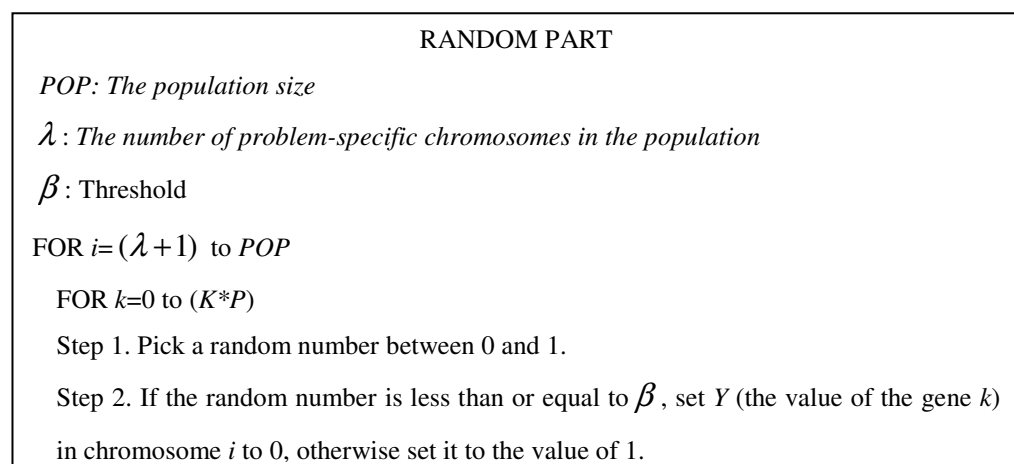 RANDOM PART
POP: The population size
λ : The number of problem-specific chromosomes in the population
β : Threshold
FOR i= (λ +1) to POP
FOR k=0 to (K*P)
Step 1. Pick a random number between 0 and 1.
Step 2. If the random number is less than or equal to β , set Y (the value of the gene k)
in chromosome i to 0, otherwise set it to the value of 1.